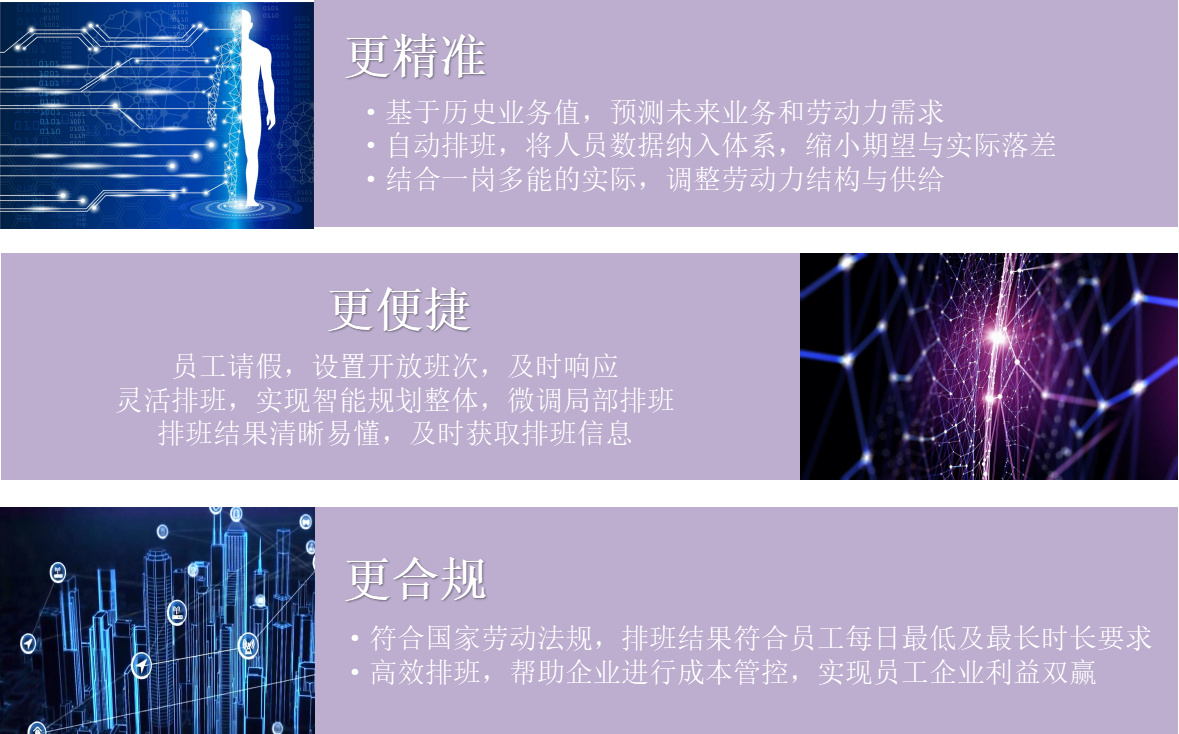 更精准
• 基于历史业务值，预测未来业务和劳动力需求
• 自动排班，将人员数据纳入体系，缩小期望与实际落差
• 结合一岗多能的实际，调整劳动力结构与供给
更便捷
员工请假，设置开放班次，及时响应
灵活排班，实现智能规划整体，微调局部排班
排班结果清晰易懂，及时获取排班信息
更合规
• 符合国家劳动法规，排班结果符合员工每日最低及最长时长要求
• 高效排班，帮助企业进行成本管控，实现员工企业利益双赢